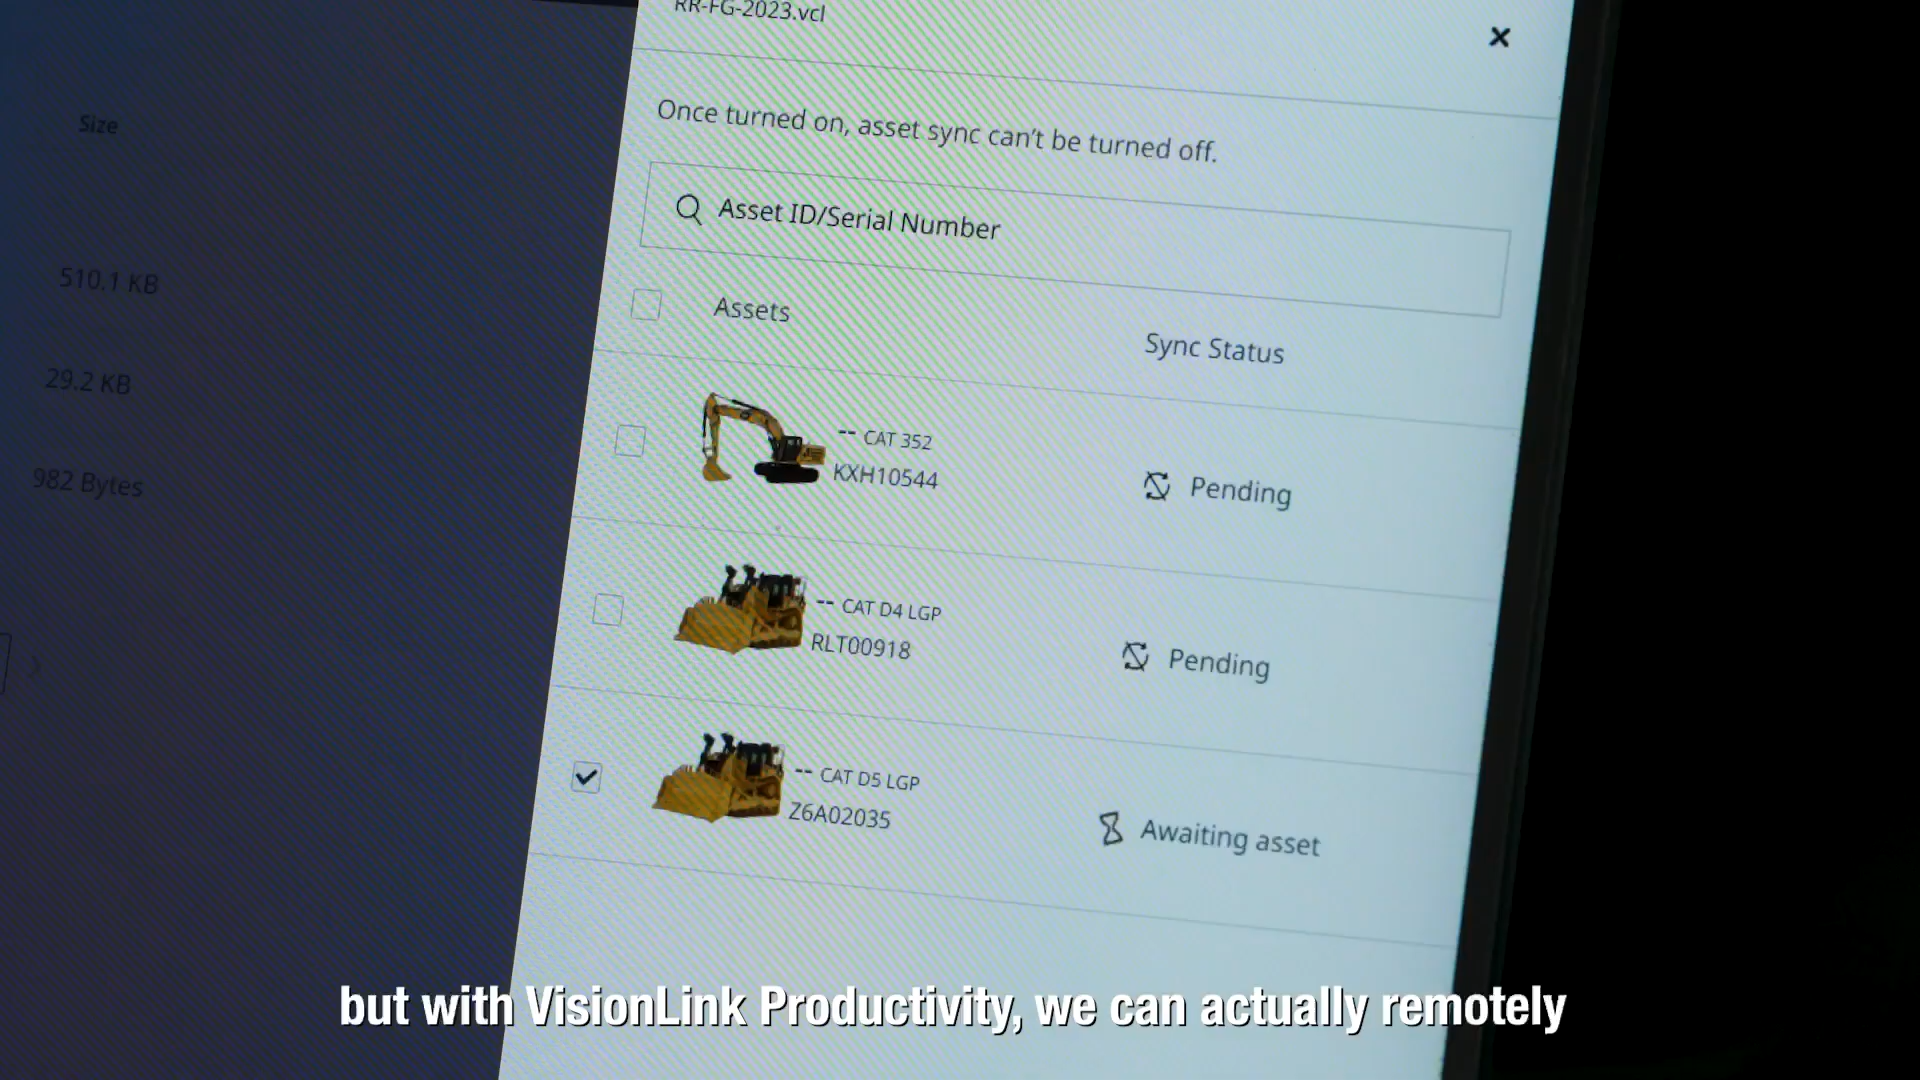 RR-FG-2023.vcl
Size
510.1 KB
29.2 KB
982 Bytes
Once turned on, asset sync can't be turned off.
Asset ID/Serial Number
Assets
Sync Status
-- CAT 352
KXH10544
Pending
-- CAT D4 LGP
RLT00918
Pending
-- CAT D5 LGP
Z6A02035
Awaiting asset
but with VisionLink Productivity, we can actually remotely